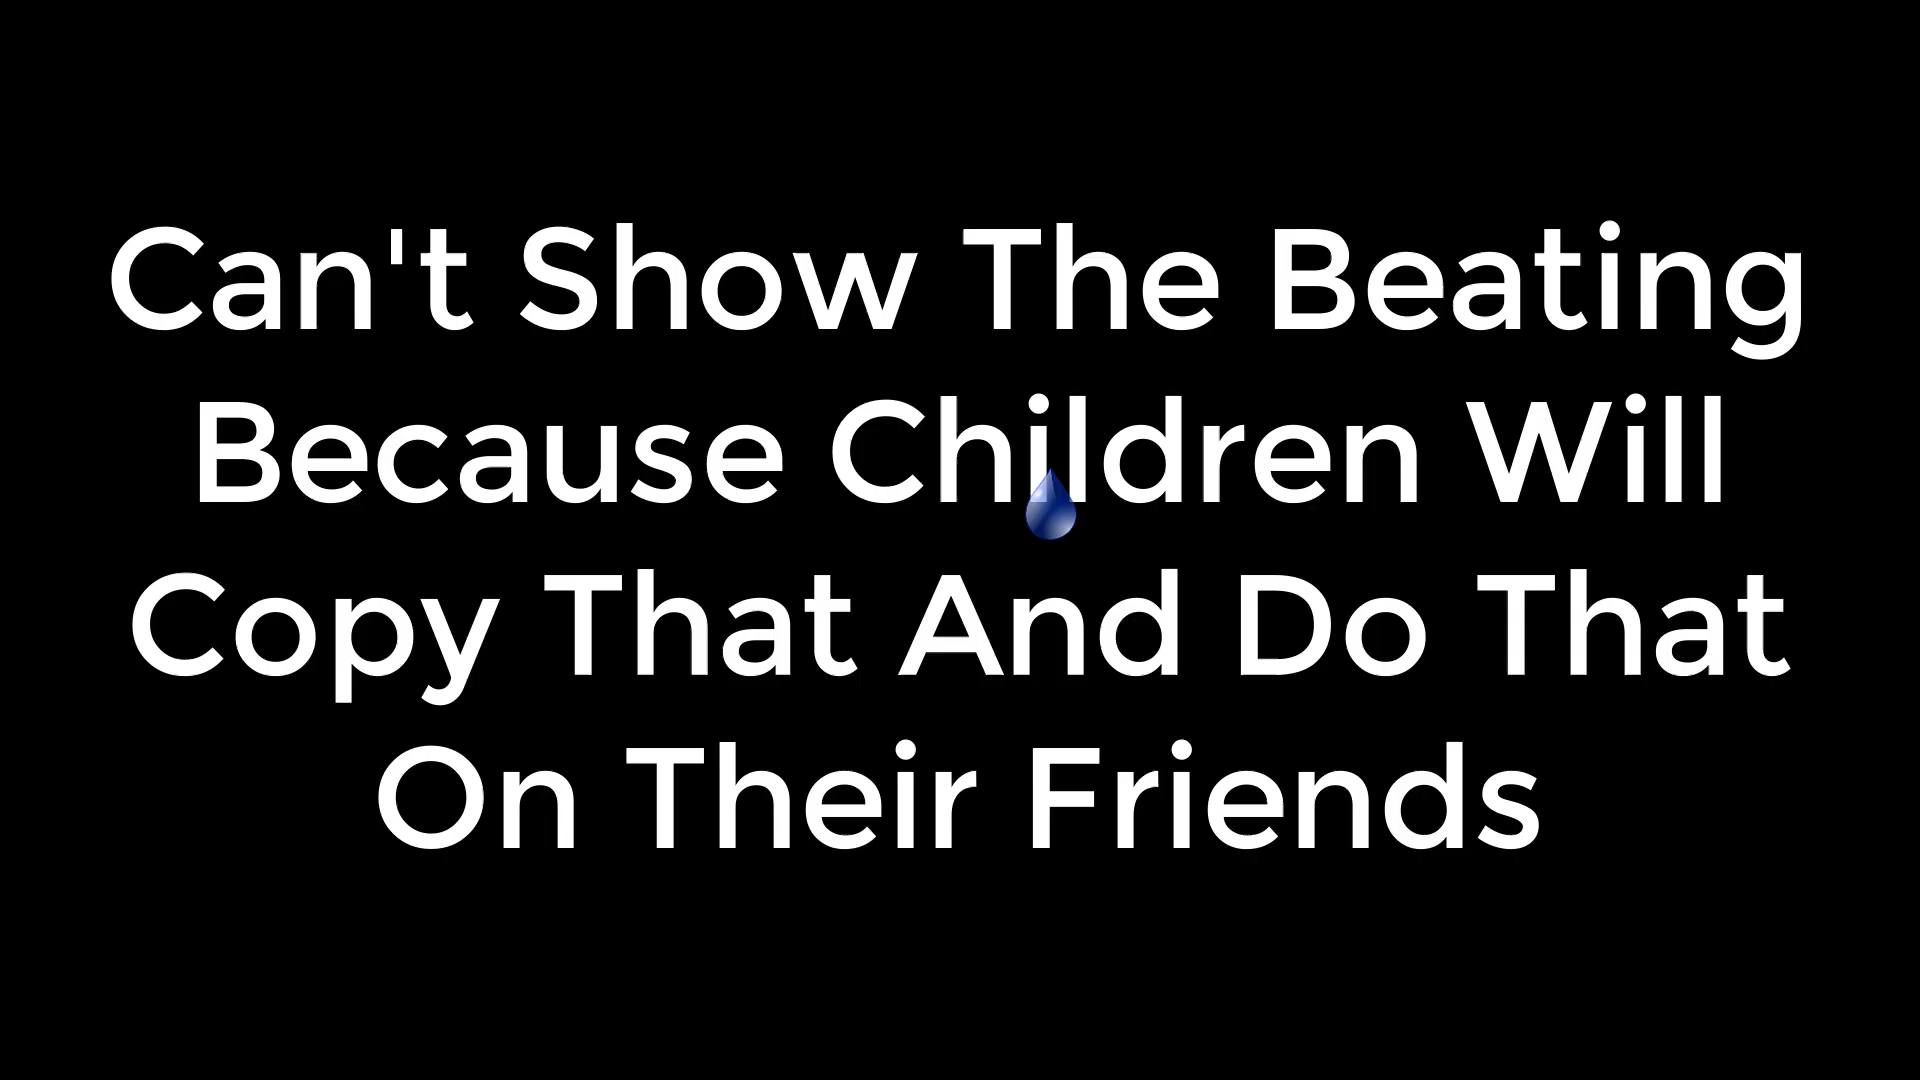 Can't Show The Beating
Because Children Will
Copy That And Do That
On Their Friends